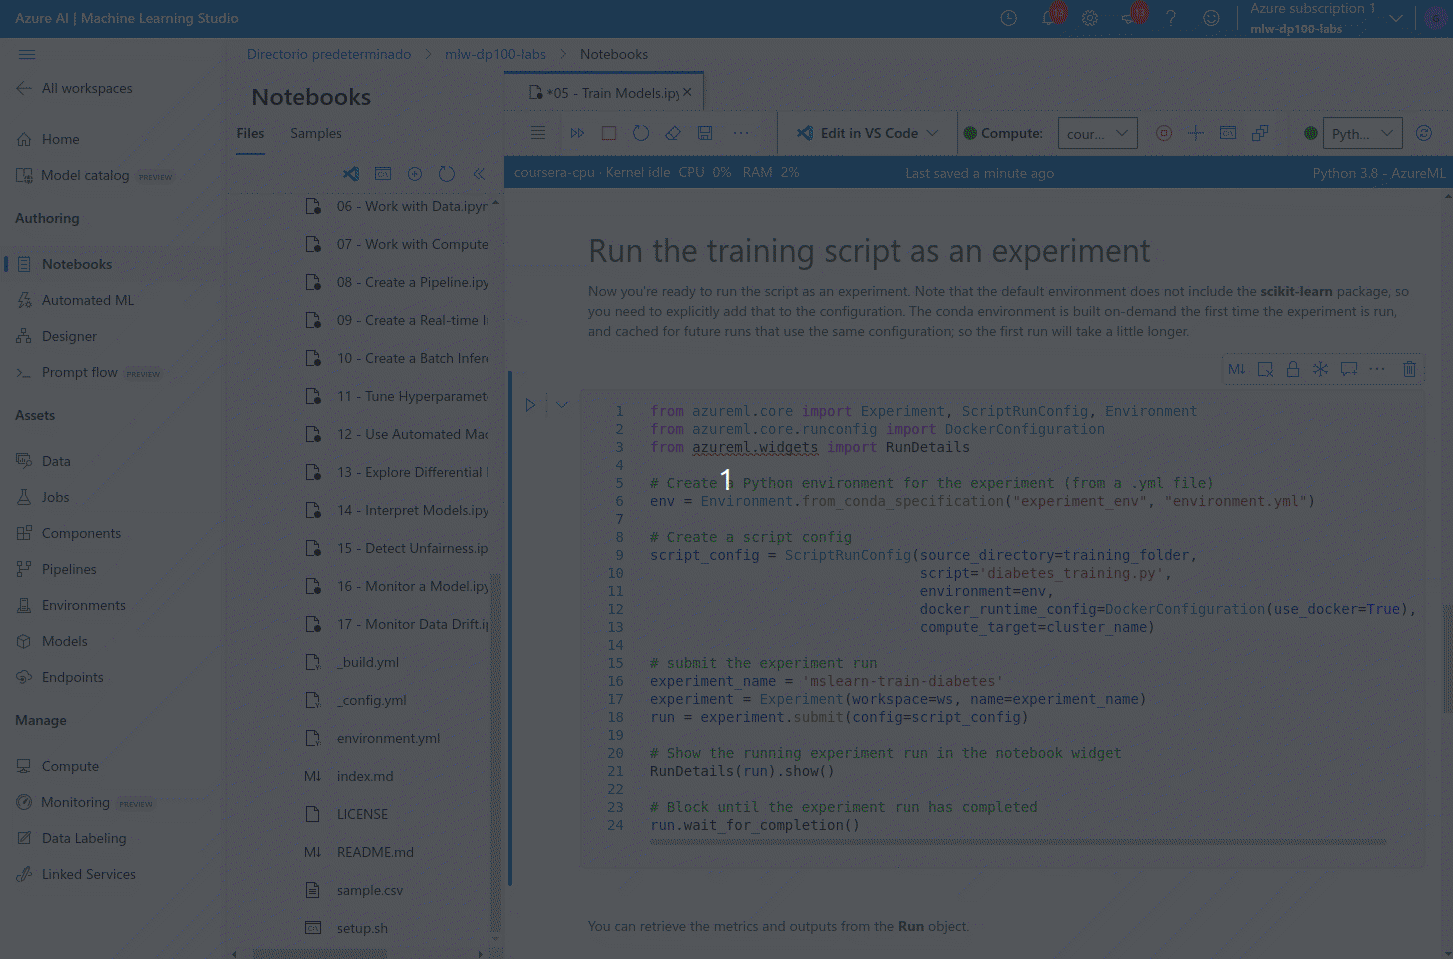 Azure AI | Machine Learning Studio
13
13
Azure subscription 1
mlw-dp100-labs
Directorio predeterminado > mlw-dp100-labs > Notebooks
All workspaces
Home
Model catalog PREVIEW
Authoring
Notebooks
Automated ML
Designer
Prompt flow PREVIEW
Assets
Data
Jobs
Components
Pipelines
Environments
Models
Endpoints
Manage
Compute
Monitoring PREVIEW
Data Labeling
Linked Services
Notebooks
Files Samples
06 - Work with Data.ipyn
07 - Work with Compute
08 - Create a Pipeline.ipy
09 - Create a Real-time I
10 - Create a Batch Infere
11 - Tune Hyperparamet
12 - Use Automated Mac
13 - Explore Differential
14 - Interpret Models.ipy
15 - Detect Unfairness.ip
16 - Monitor a Model.ipy
17 - Monitor Data Drift.i
_build.yml
_config.yml
environment.yml
index.md
LICENSE
README.md
sample.csv
setup.sh
*05 - Train Models.ipy
Edit in VS Code
Compute: cour...
Pyth...
coursera-cpu · Kernel idle CPU 0% RAM 2%
Last saved a minute ago
Python 3.8 - AzureML
Run the training script as an experiment
Now you're ready to run the script as an experiment. Note that the default environment does not include the scikit-learn package, so
you need to explicitly add that to the configuration. The conda environment is built on-demand the first time the experiment is run,
and cached for future runs that use the same configuration; so the first run will take a little longer.
1 from azureml.core import Experiment, ScriptRunConfig, Environment
2 from azureml.core.runconfig import DockerConfiguration
3 from azureml.widgets import RunDetails
4
1
5 # Create a Python environment for the experiment (from a .yml file)
6 env = Environment.from_conda_specification("experiment_env", "environment.yml")
7
8 # Create a script config
9 script_config = ScriptRunConfig(source_directory=training_folder,
10 script='diabetes_training.py',
11 environment=env,
12 docker_runtime_config=DockerConfiguration(use_docker=True),
13 compute_target=cluster_name)
14
15 # submit the experiment run
16 experiment_name = 'mslearn-train-diabetes'
17 experiment = Experiment(workspace=ws, name=experiment_name)
18 run = experiment.submit(config=script_config)
19
20 # Show the running experiment run in the notebook widget
21 RunDetails(run).show()
22
23 # Block until the experiment run has completed
24 run.wait_for_completion()
You can retrieve the metrics and outputs from the Run object.